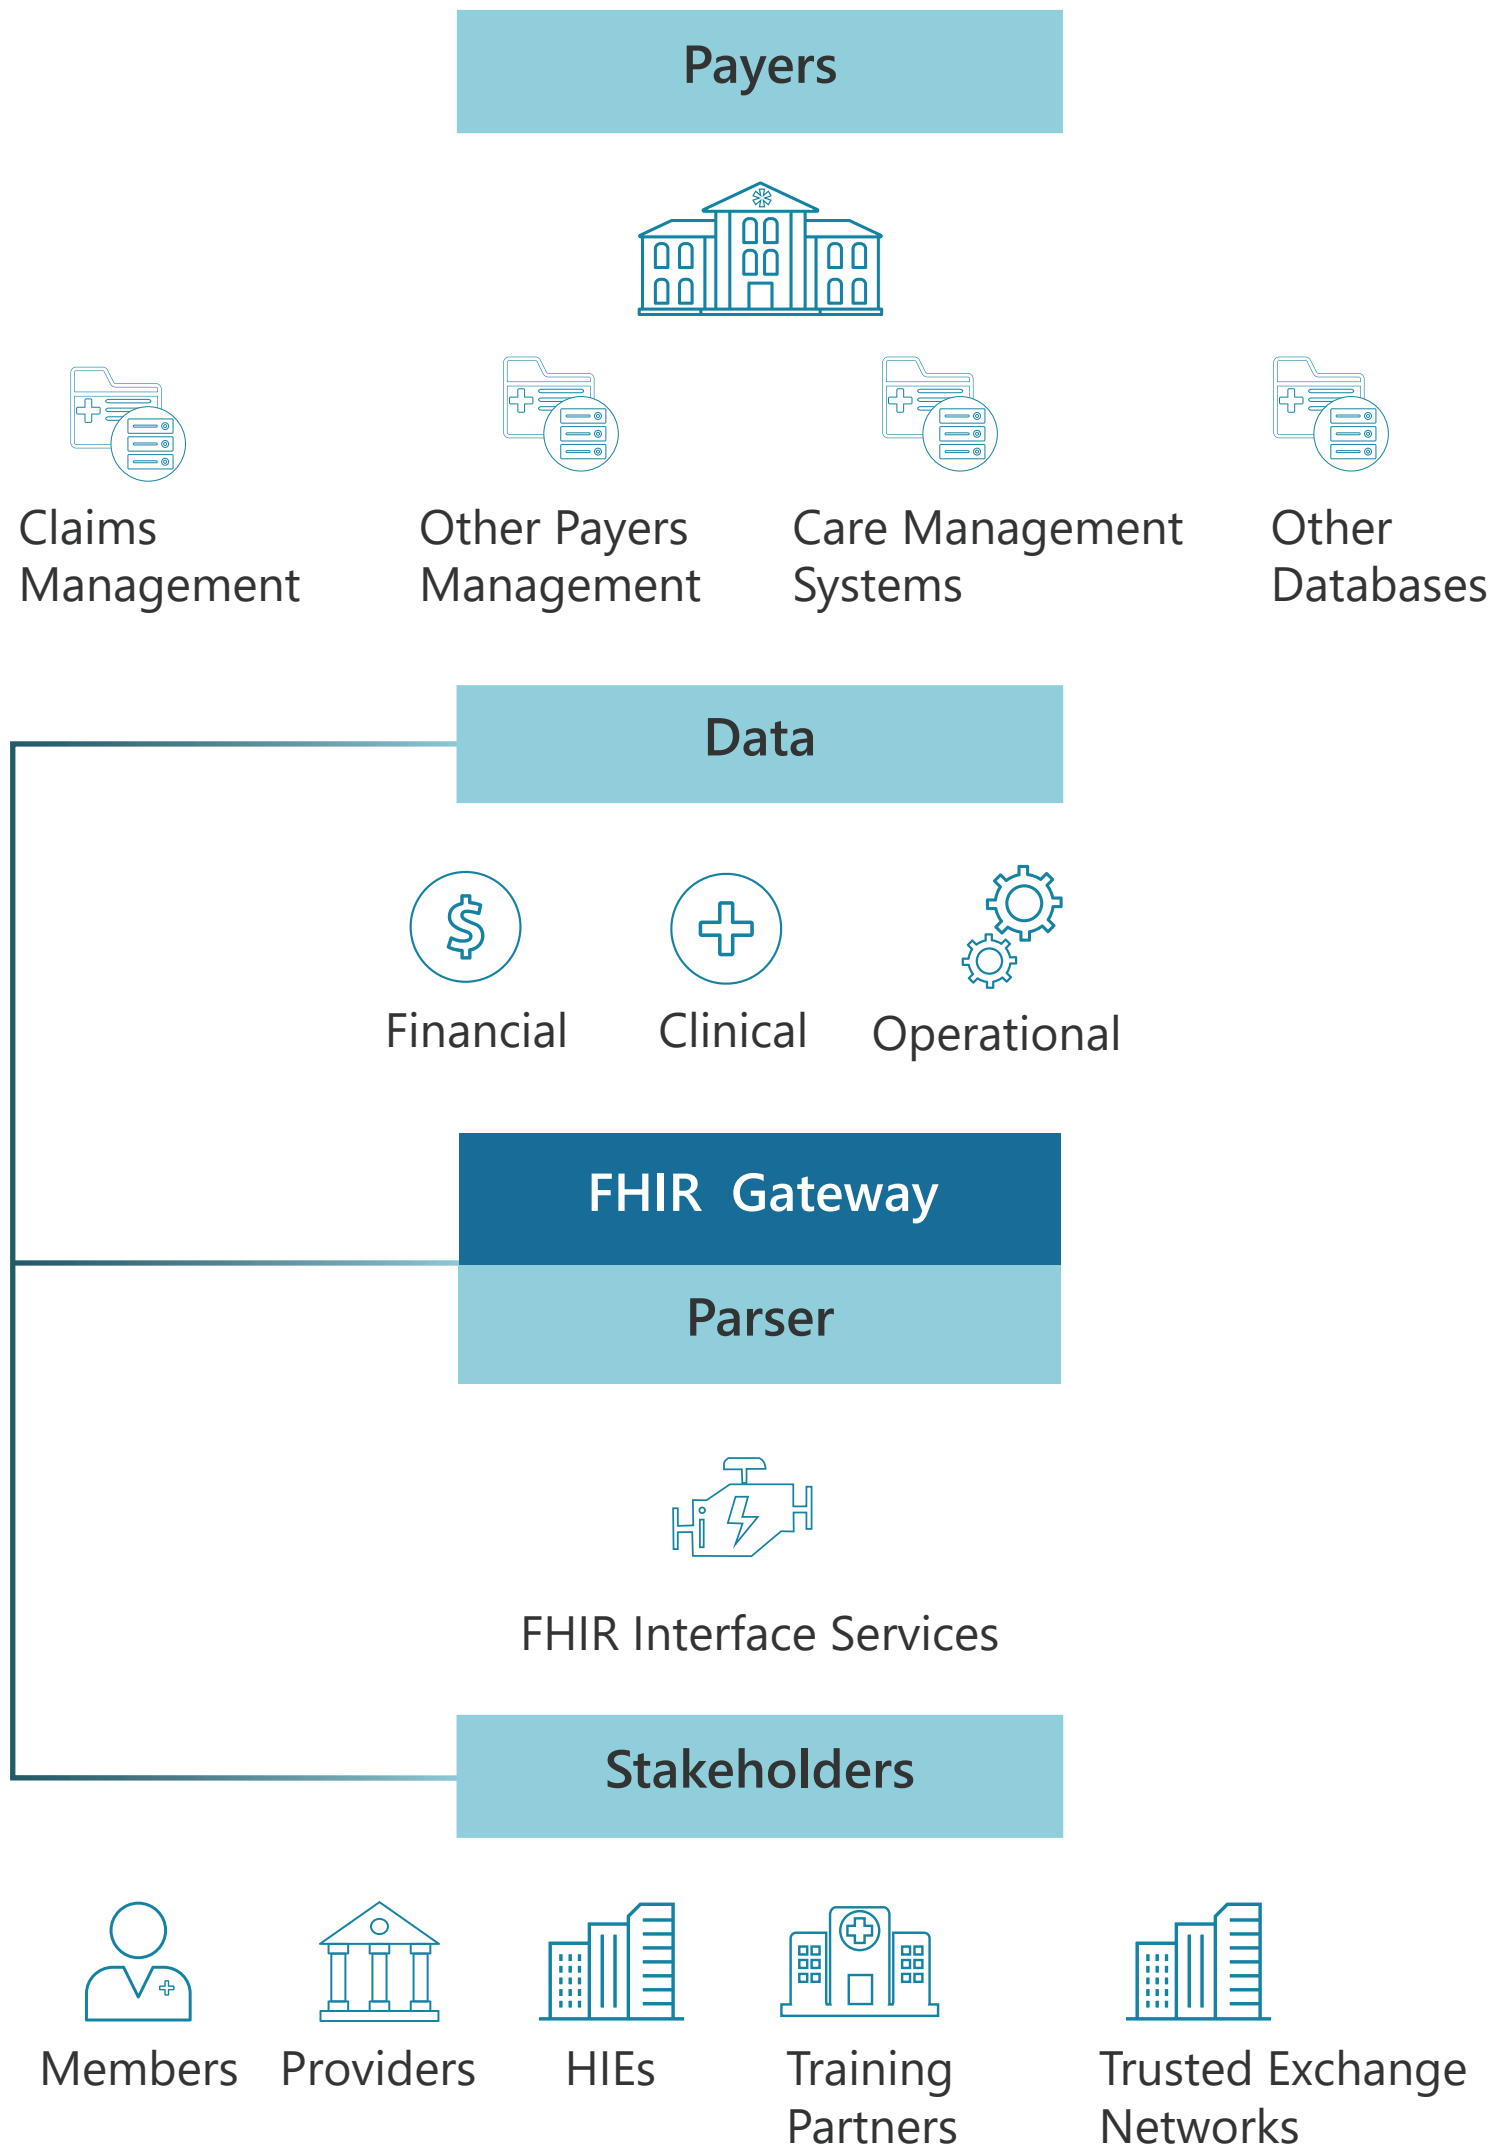 Payers
Claims
Management
Other Payers
Management
Care Management
Systems
Other
Databases
Data
Financial
Clinical
Operational
FHIR Gateway
Parser
FHIR Interface Services
Stakeholders
Members
Providers
HIEs
Training
Partners
Trusted Exchange
Networks